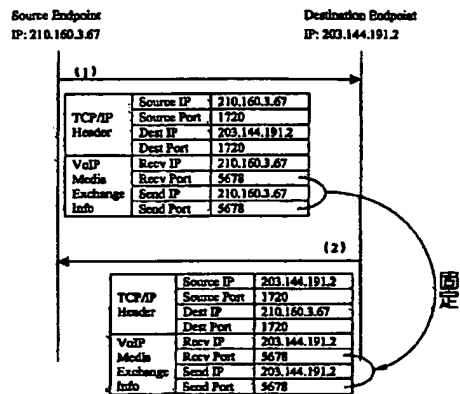 Source Endpoint
IP: 210.160.3.67
Destination Endpoint
IP: 203.144.191.2
(1)
TCP/IP Header
Source IP 210.160.3.67
Source Port 1720
Dest IP 203.144.191.2
Dest Port 1720
VoIP Media Exchange Info
Recv IP 210.160.3.67
Recv Port 5678
Send IP 210.160.3.67
Send Port 5678
(2)
TCP/IP Header
Source IP 203.144.191.2
Source Port 1720
Dest IP 210.160.3.67
Dest Port 1720
VoIP Media Exchange Info
Recv IP 203.144.191.2
Recv Port 5678
Send IP 203.144.191.2
Send Port 5678